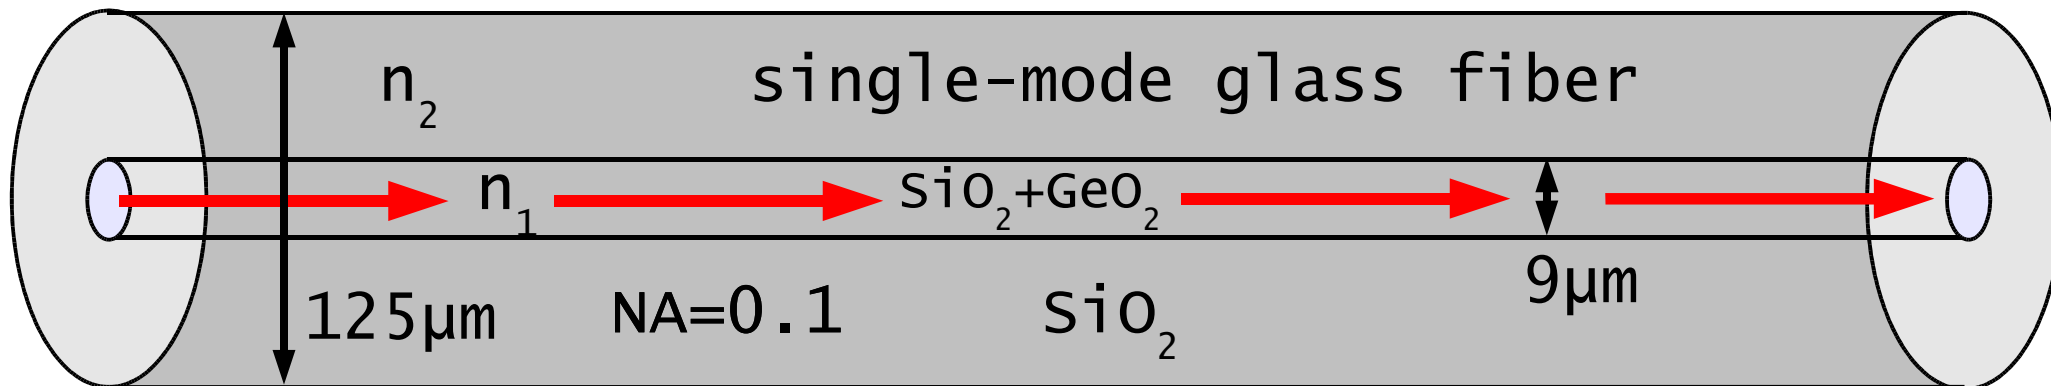 n₂ single-mode glass fiber
n₁ SiO₂+GeO₂
9µm
125µm NA=0.1 SiO₂